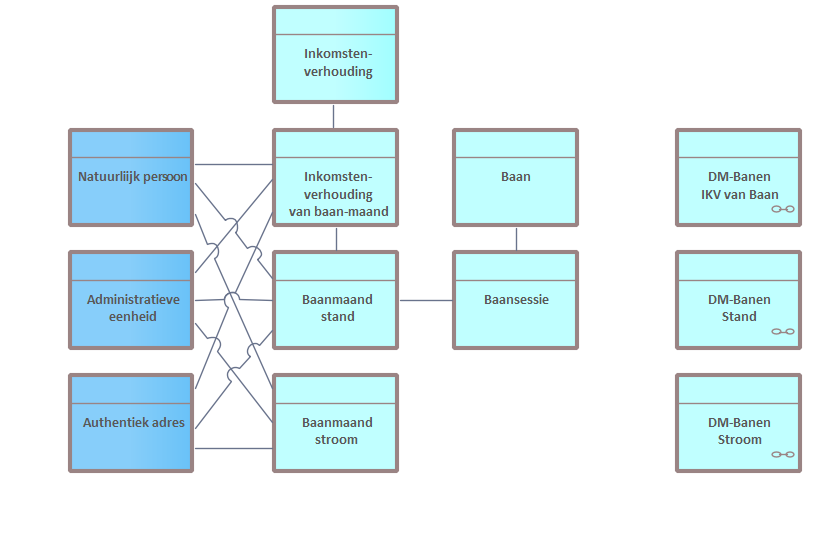 Inkomsten-
verhouding
Natuurliijk persoon
Inkomsten-
verhouding
van baan-maand
Baan
DM-Banen
IKV van Baan
Administratieve
eenheid
Baanmaand
stand
Baansessie
DM-Banen
Stand
Authentiek adres
Baanmaand
stroom
DM-Banen
Stroom